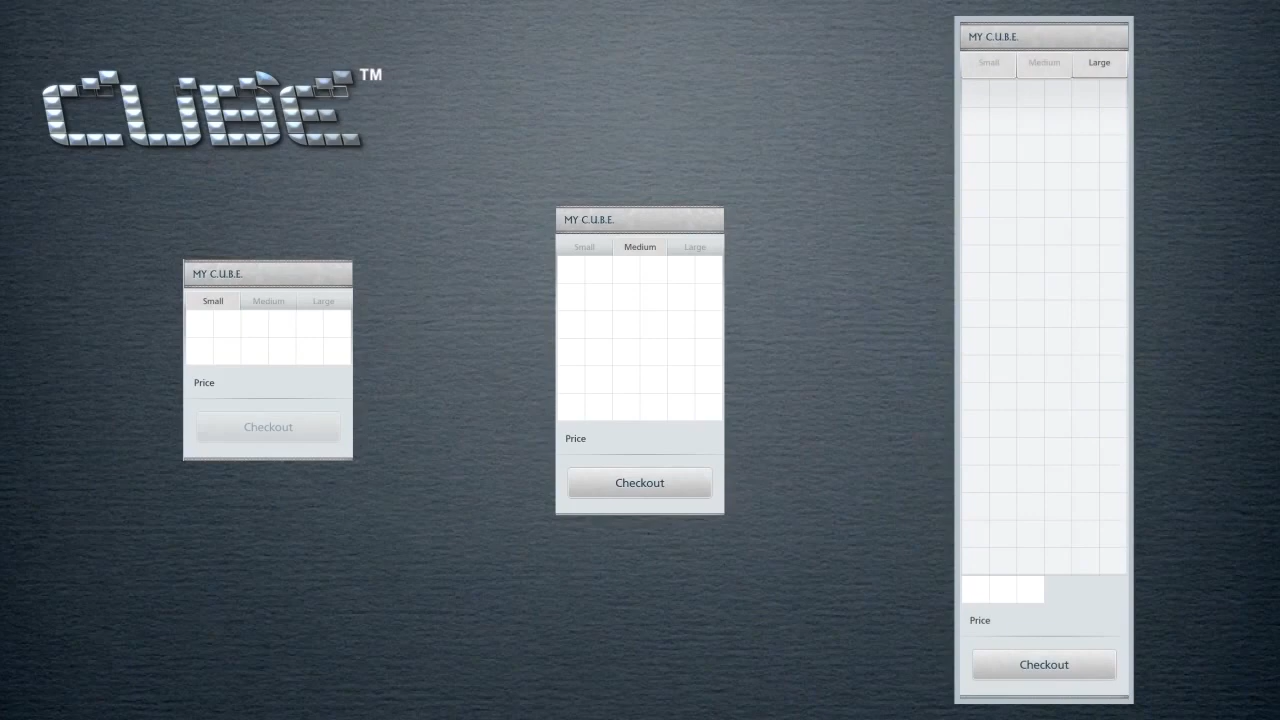 CUBE™
MY C.U.B.E.
Small Medium Large
Price
Checkout
MY C.U.B.E.
Small Medium Large
Price
Checkout
MY C.U.B.E.
Small Medium Large
Price
Checkout